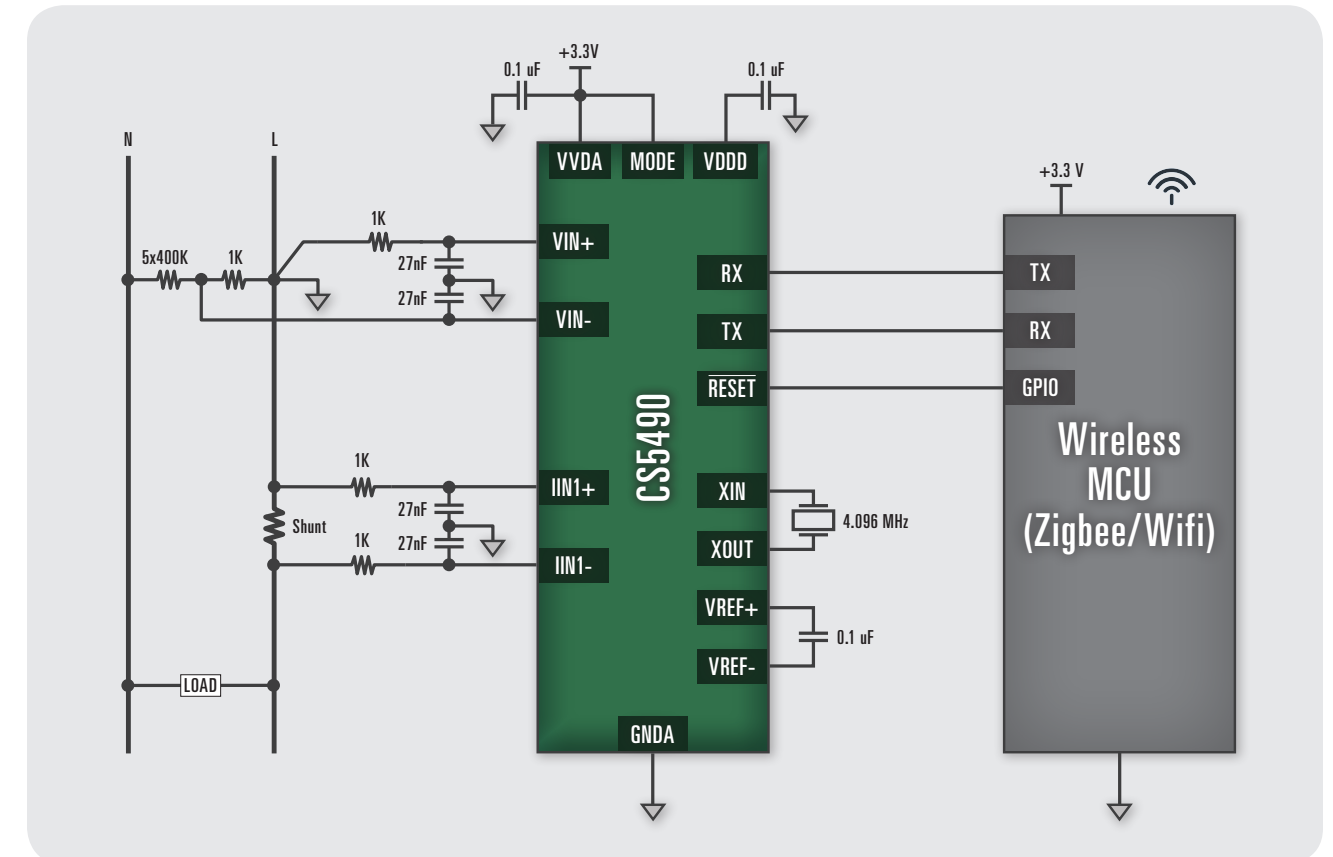 +3.3V
0.1 uF
0.1 uF
N
L
VVDA
MODE
VDDD
+3.3 V
1K
5x400K
1K
27nF
27nF
VIN+
VIN-
RX
TX
RESET
TX
RX
GPIO
CS5490
Wireless
MCU
(Zigbee/Wifi)
1K
27nF
27nF
1K
Shunt
IIN1+
IIN1-
XIN
XOUT
4.096 MHz
VREF+
VREF-
0.1 uF
LOAD
GNDA